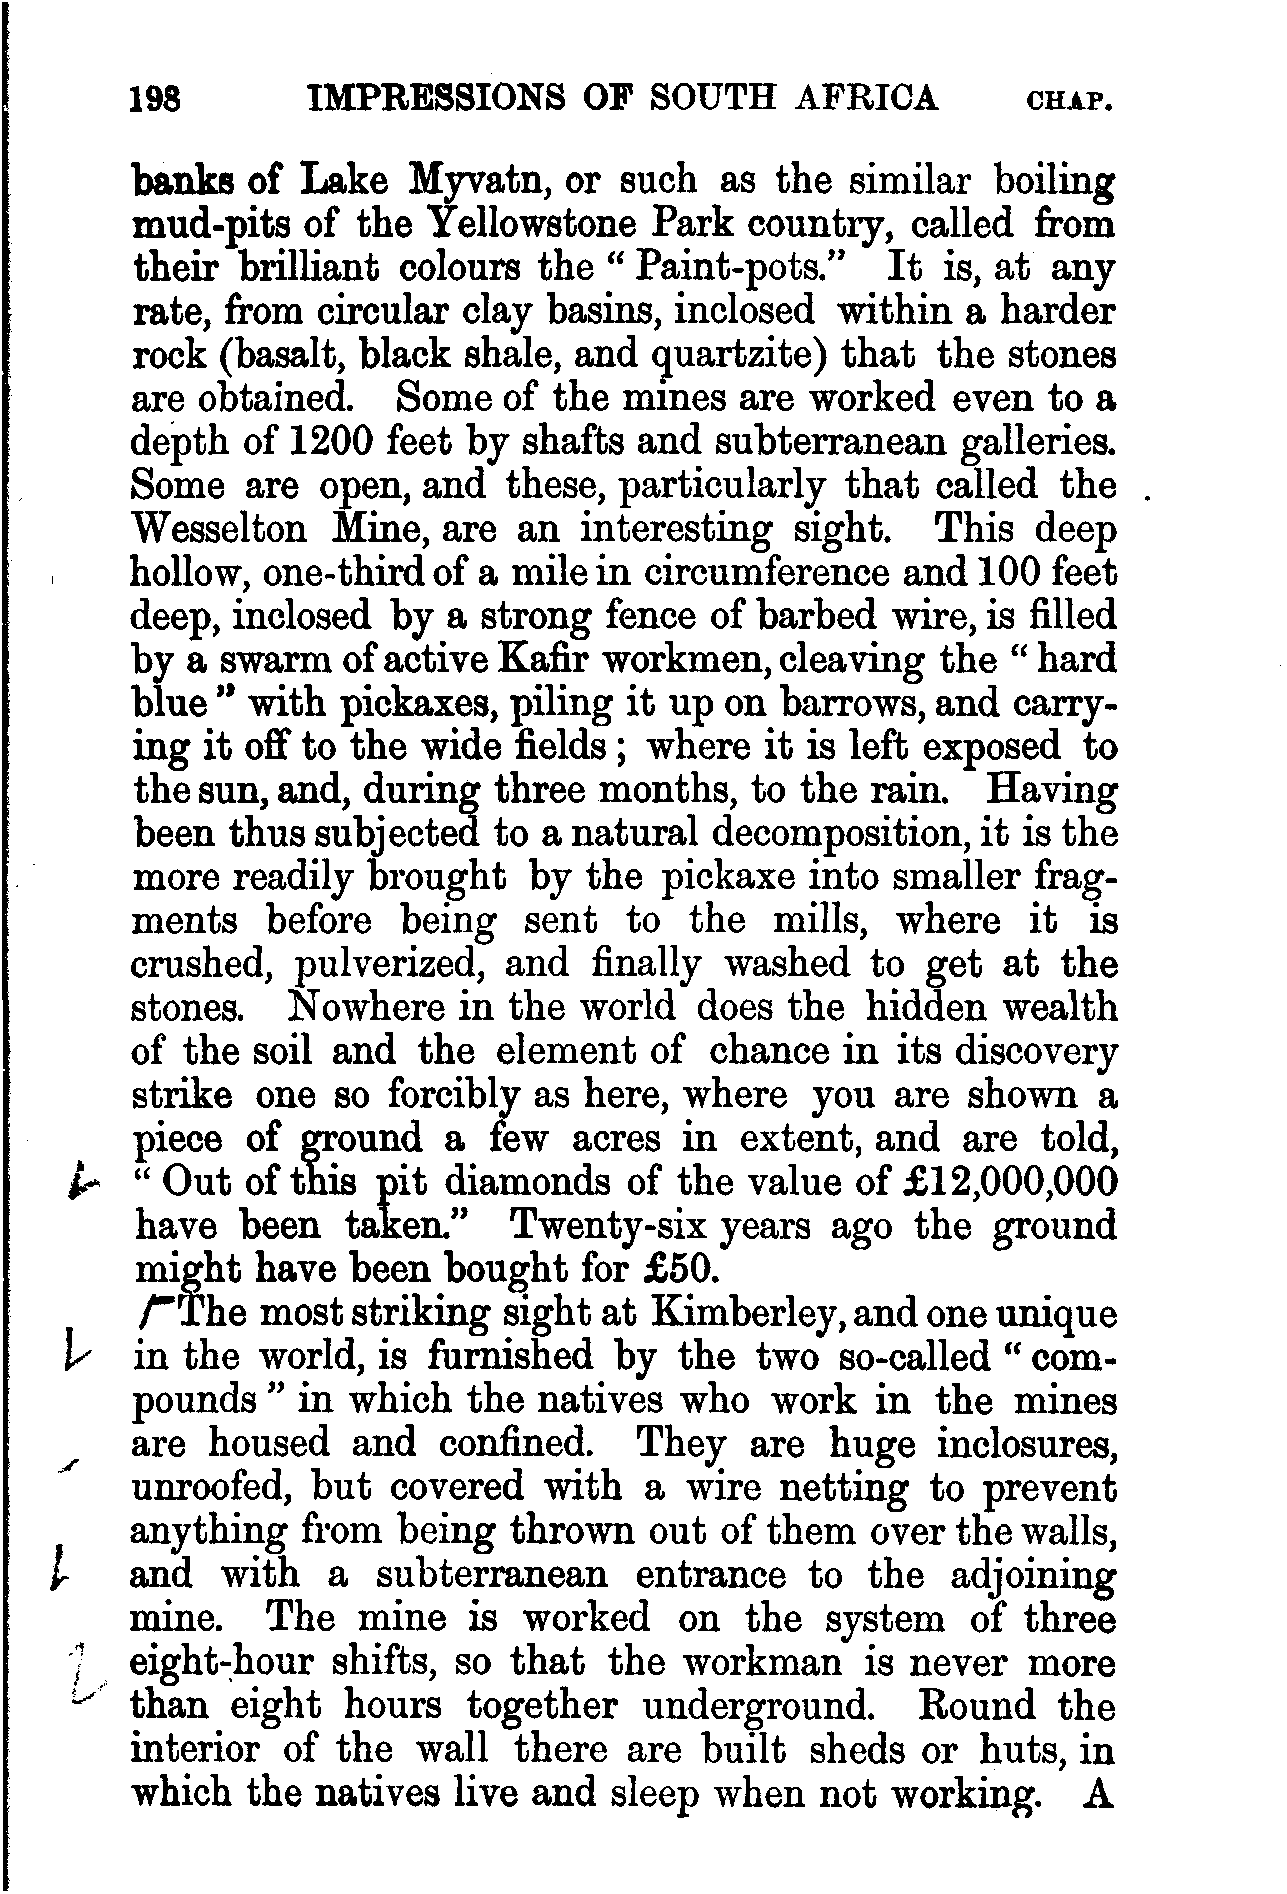 198 IMPRESSIONS OF SOUTH AFRICA CHAP.
banks of Lake Myvatn, or such as the similar boiling
mud-pits of the Yellowstone Park country, called from
their brilliant colours the “ Paint-pots.” It is, at any
rate, from circular clay basins, inclosed within a harder
rock (basalt, black shale, and quartzite) that the stones
are obtained. Some of the mines are worked even to a
depth of 1200 feet by shafts and subterranean galleries.
Some are open, and these, particularly that called the
Wesselton Mine, are an interesting sight. This deep
hollow, one-third of a mile in circumference and 100 feet
deep, inclosed by a strong fence of barbed wire, is filled
by a swarm of active Kafir workmen, cleaving the “ hard
blue ” with pickaxes, piling it up on barrows, and carry-
ing it off to the wide fields ; where it is left exposed to
the sun, and, during three months, to the rain. Having
been thus subjected to a natural decomposition, it is the
more readily brought by the pickaxe into smaller frag-
ments before being sent to the mills, where it is
crushed, pulverized, and finally washed to get at the
stones. Nowhere in the world does the hidden wealth
of the soil and the element of chance in its discovery
strike one so forcibly as here, where you are shown a
piece of ground a few acres in extent, and are told,
“ Out of this pit diamonds of the value of £12,000,000
have been taken.” Twenty-six years ago the ground
might have been bought for £50.
The most striking sight at Kimberley, and one unique
in the world, is furnished by the two so-called “ com-
pounds ” in which the natives who work in the mines
are housed and confined. They are huge inclosures,
unroofed, but covered with a wire netting to prevent
anything from being thrown out of them over the walls,
and with a subterranean entrance to the adjoining
mine. The mine is worked on the system of three
eight-hour shifts, so that the workman is never more
than eight hours together underground. Round the
interior of the wall there are built sheds or huts, in
which the natives live and sleep when not working. A